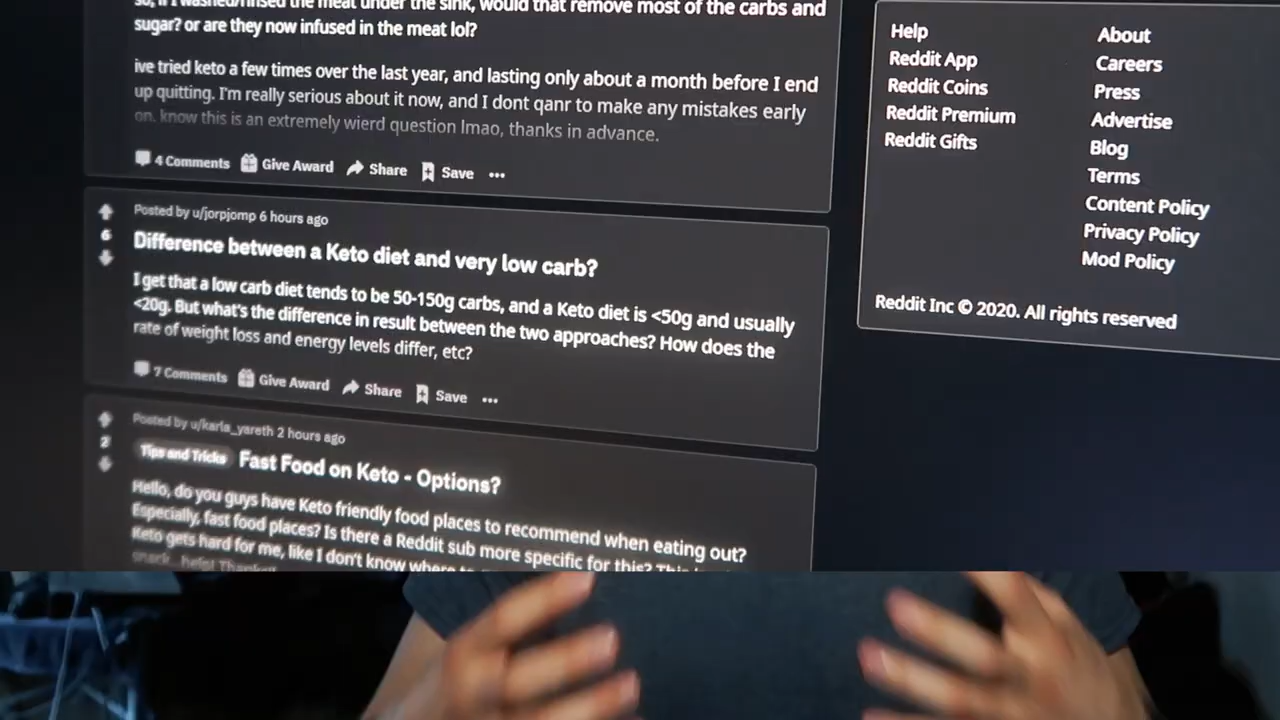 so, if I washed/rinsed the meat under the sink, would that remove most of the carbs and
sugar? or are they now infused in the meat lol?
ive tried keto a few times over the last year, and lasting only about a month before I end
up quitting. I'm really serious about it now, and I dont qanr to make any mistakes early
on. know this is an extremely wierd question lmao, thanks in advance.
4 Comments Give Award Share Save
Posted by u/jorpjomp 6 hours ago
6
Difference between a Keto diet and very low carb?
I get that a low carb diet tends to be 50-150g carbs, and a Keto diet is <50g and usually
<20g. But what's the difference in result between the two approaches? How does the
rate of weight loss and energy levels differ, etc?
7 Comments Give Award Share Save
Posted by u/karla_yareth 2 hours ago
2
Tips and Tricks Fast Food on Keto - Options?
Hello, do you guys have Keto friendly food places to recommend when eating out?
Especially, fast food places? Is there a Reddit sub more specific for this? This
Keto gets hard for me, like I don't know where to
snack, help! Thanks!
Help
Reddit App
Reddit Coins
Reddit Premium
Reddit Gifts
About
Careers
Press
Advertise
Blog
Terms
Content Policy
Privacy Policy
Mod Policy
Reddit Inc © 2020. All rights reserved